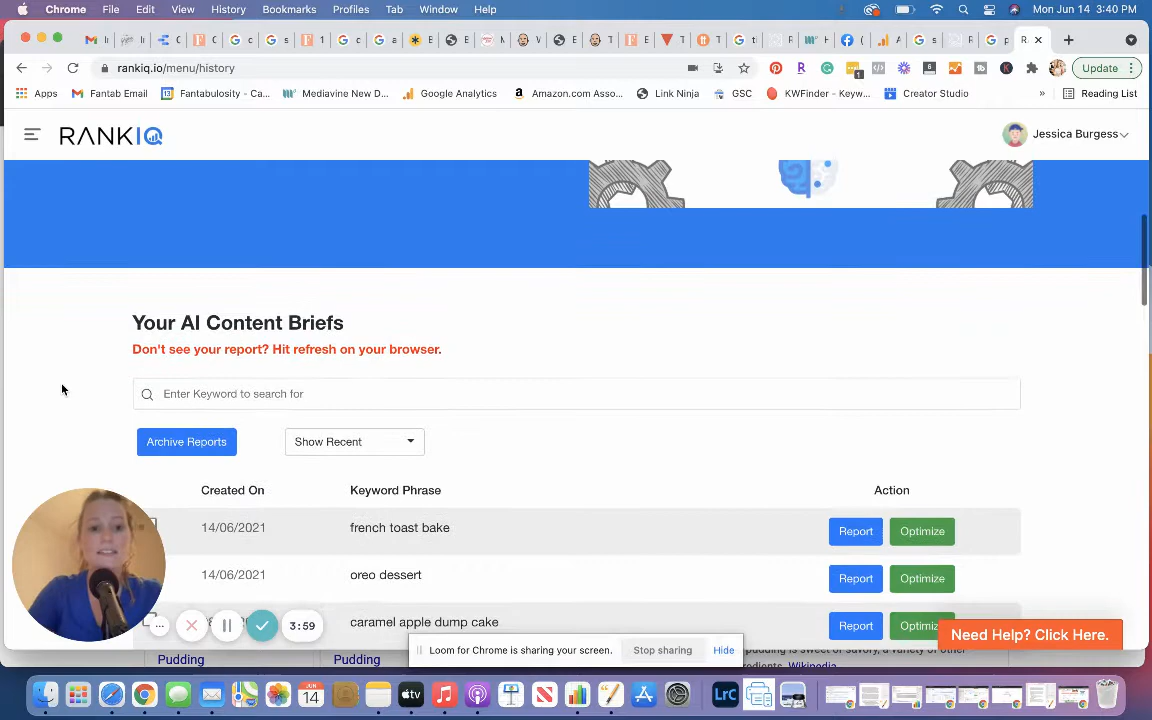 Chrome File Edit View History Bookmarks Profiles Tab Window Help Mon Jun 14 3:40 PM
rankiq.io/menu/history Update
Apps Fantab Email Fantabulosity - Ca... Mediavine New D... Google Analytics Amazon.com Asso... Link Ninja GSC KWFinder - Keyw... Creator Studio » Reading List
RANKIQ Jessica Burgess
Your AI Content Briefs
Don't see your report? Hit refresh on your browser.
Enter Keyword to search for
Archive Reports Show Recent
Created On Keyword Phrase Action
14/06/2021 french toast bake Report Optimize
14/06/2021 oreo dessert Report Optimize
caramel apple dump cake Report
3:59 Need Help? Click Here.
Loom for Chrome is sharing your screen. Stop sharing Hide
Pudding Pudding Wikipedia
tv LrC
JUN 14